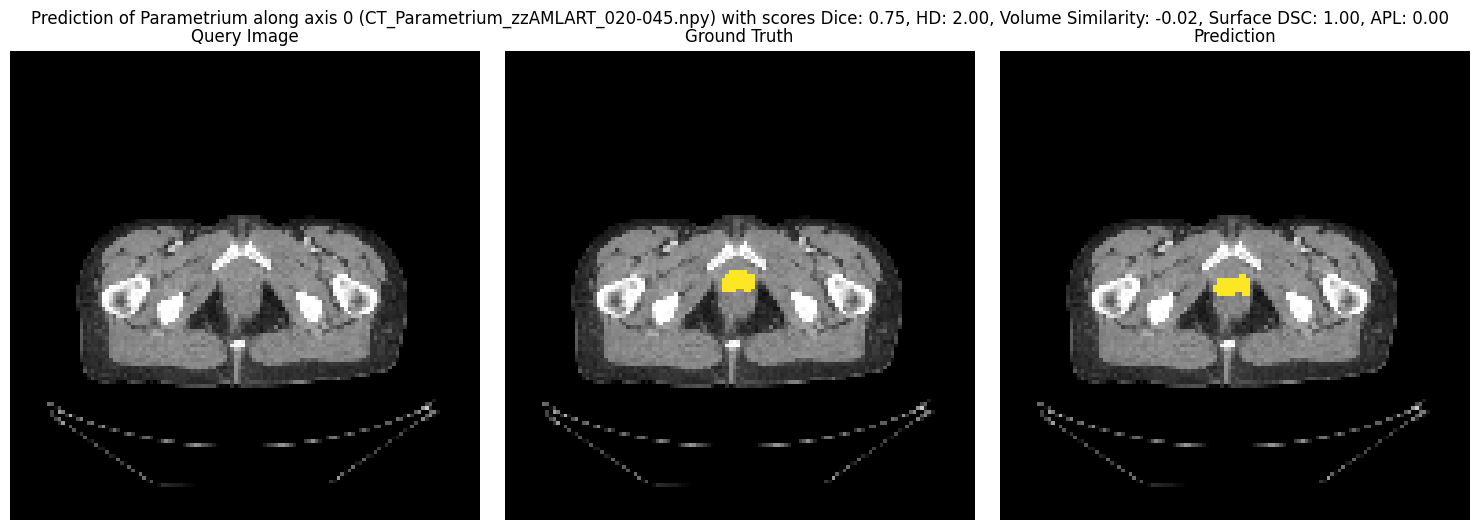 Prediction of Parametrium along axis 0 (CT_Parametrium_zzAMLART_020-045.npy) with scores Dice: 0.75, HD: 2.00, Volume Similarity: -0.02, Surface DSC: 1.00, APL: 0.00
Query Image
Ground Truth
Prediction